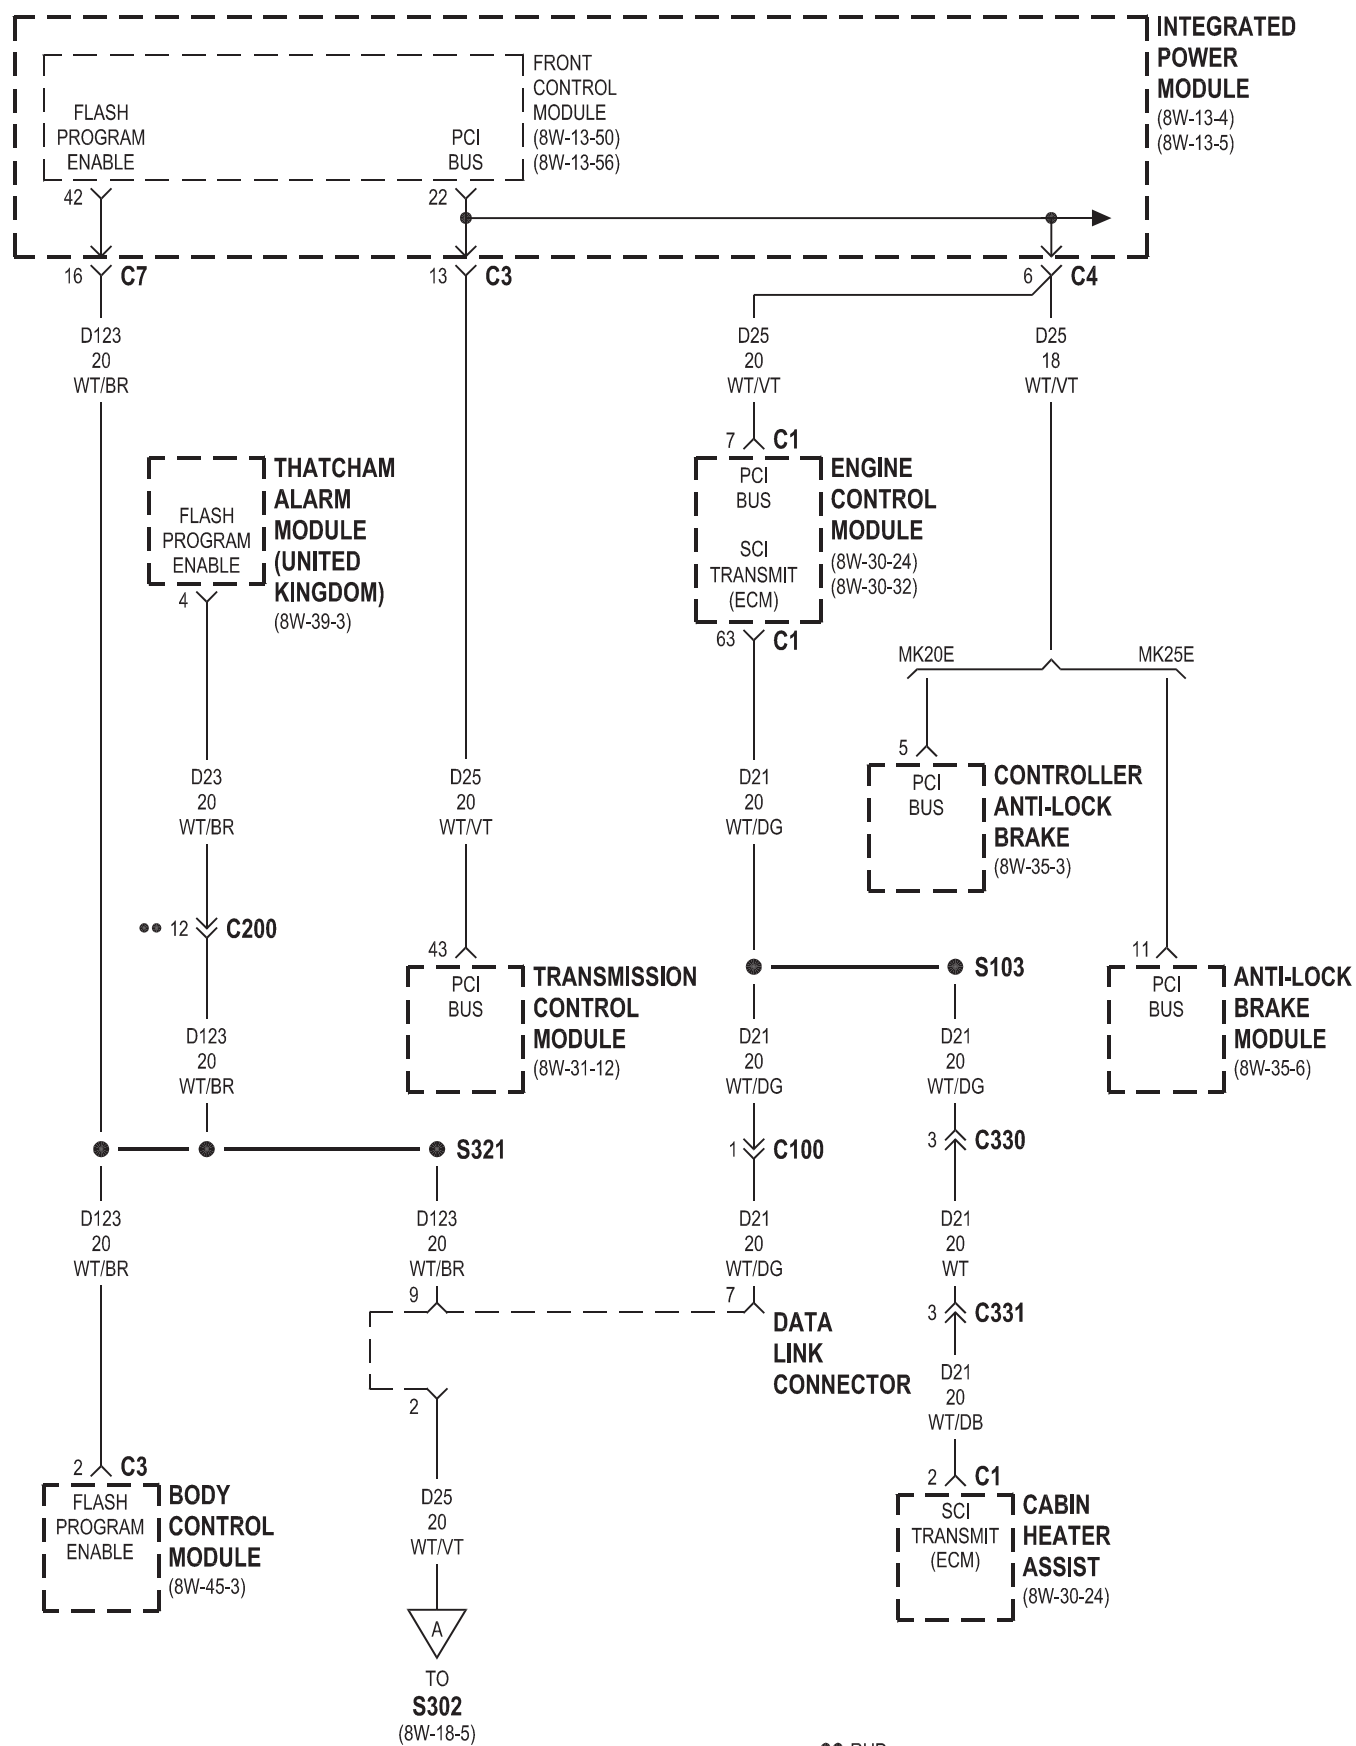 INTEGRATED
POWER
MODULE
(8W-13-4)
(8W-13-5)
FRONT
CONTROL
MODULE
(8W-13-50)
(8W-13-56)
FLASH
PROGRAM
ENABLE
PCI
BUS
42
22
16 C7
13 C3
6 C4
D123
20
WT/BR
D25
20
WT/VT
D25
18
WT/VT
7 C1
THATCHAM
ALARM
MODULE
(UNITED
KINGDOM)
(8W-39-3)
FLASH
PROGRAM
ENABLE
4
PCI
BUS
SCI
TRANSMIT
(ECM)
ENGINE
CONTROL
MODULE
(8W-30-24)
(8W-30-32)
63 C1
MK20E
MK25E
D23
20
WT/BR
D25
20
WT/VT
D21
20
WT/DG
5
PCI
BUS
CONTROLLER
ANTI-LOCK
BRAKE
(8W-35-3)
•• 12 C200
43
PCI
BUS
TRANSMISSION
CONTROL
MODULE
(8W-31-12)
S103
11
PCI
BUS
ANTI-LOCK
BRAKE
MODULE
(8W-35-6)
D123
20
WT/BR
D21
20
WT/DG
D21
20
WT/DG
S321
1 C100
3 C330
D123
20
WT/BR
D123
20
WT/BR
D21
20
WT/DG
D21
20
WT
9
7
DATA
LINK
CONNECTOR
3 C331
2
D21
20
WT/DB
2 C3
FLASH
PROGRAM
ENABLE
BODY
CONTROL
MODULE
(8W-45-3)
D25
20
WT/VT
2 C1
SCI
TRANSMIT
(ECM)
CABIN
HEATER
ASSIST
(8W-30-24)
A
TO
S302
(8W-18-5)